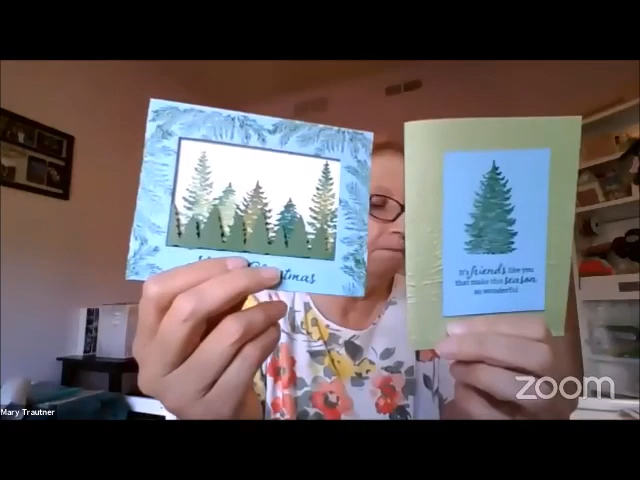 Christmas
It's friends like you
that make this season
so wonderful
zoom
Mary Trautner